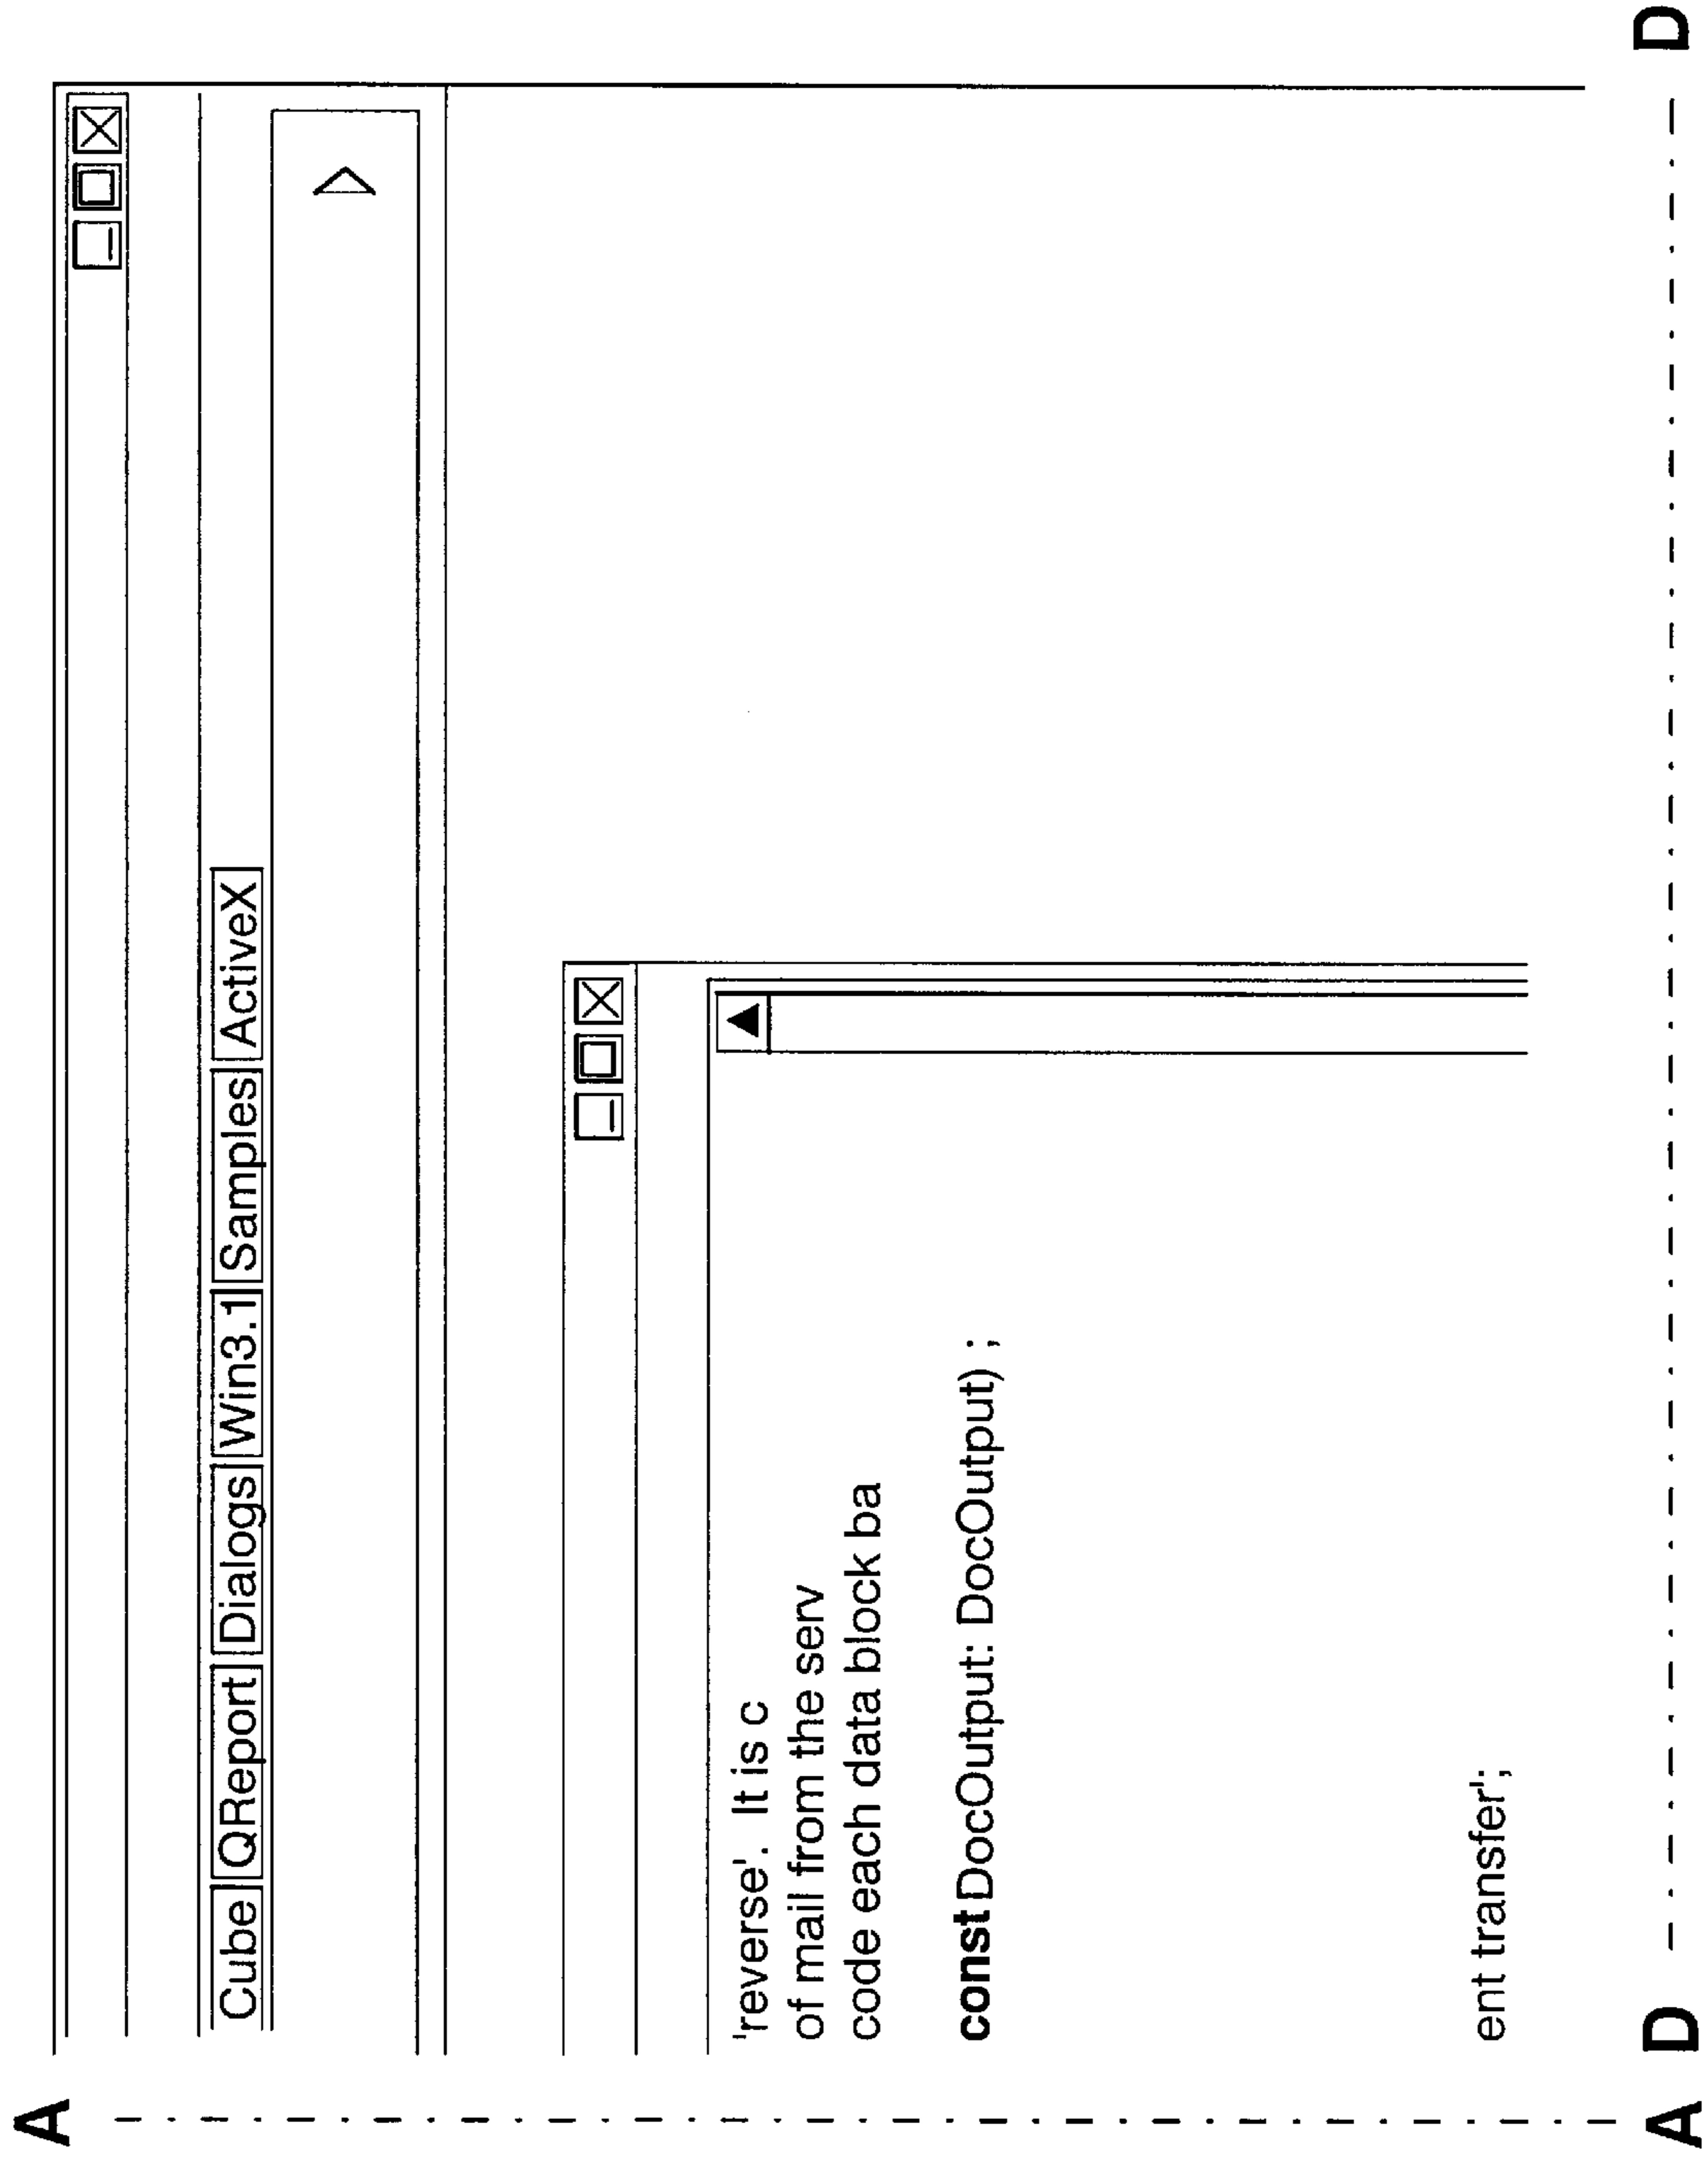 A
Cube QReport Dialogs Win3.1 Samples ActiveX
'reverse'. It is c
of mail from the serv
code each data block ba
const DocOutput: DocOutput) ;
ent transfer';
A D D